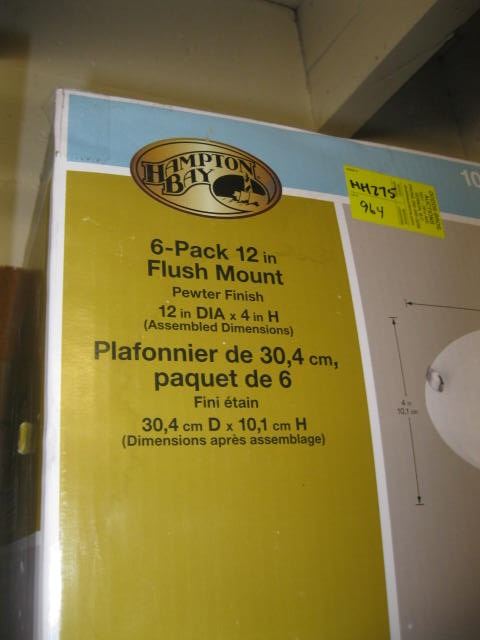 HAMPTON
BAY
10
HH275
964
6-Pack 12 in
Flush Mount
Pewter Finish
12 in DIA x 4 in H
(Assembled Dimensions)
Plafonnier de 30,4 cm,
paquet de 6
Fini étain
30,4 cm D x 10,1 cm H
(Dimensions après assemblage)
4 in
10,1 cm